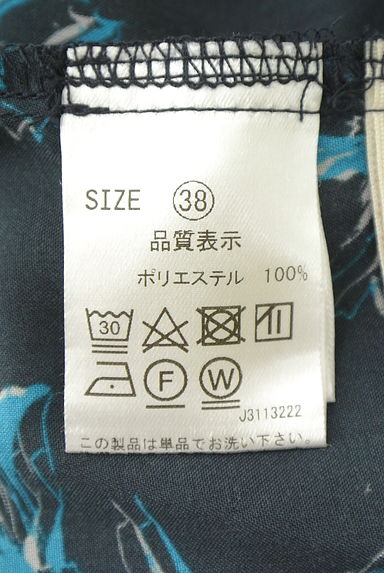 SIZE 38
品質表示
ポリエステル 100%
30
F W
J3113222
この製品は単品でお洗い下さい。